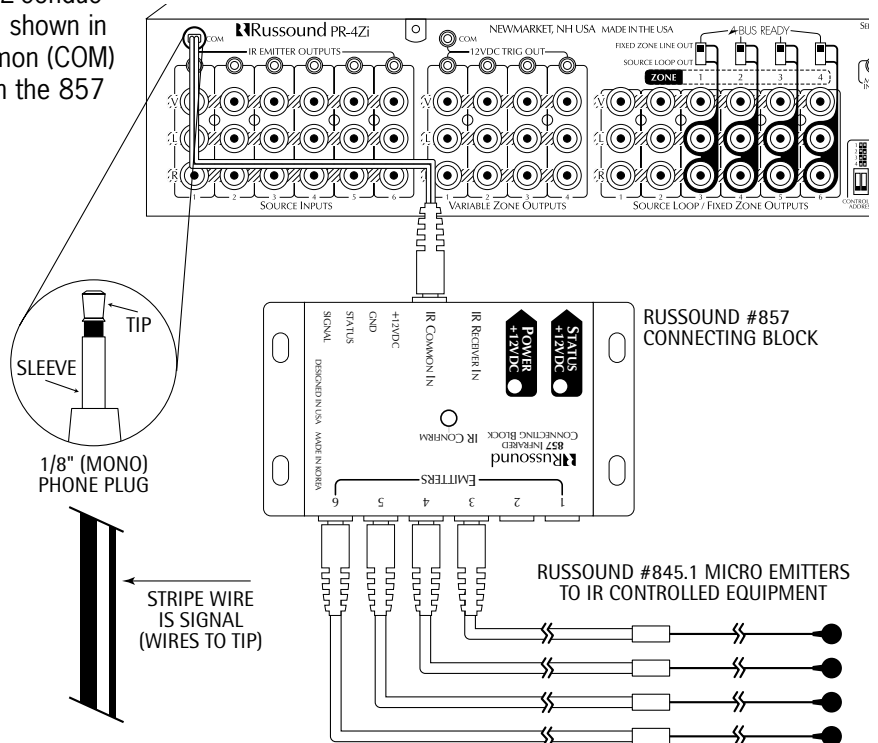 2 conduc-
shown in
mon (COM)
n the 857
Russound PR-4Zi
NEWMARKET, NH USA MADE IN THE USA
COM
COM
IR EMITTER OUTPUTS
12VDC TRIG OUT
4-BUS READY
FIXED ZONE LINE OUT
SOURCE LOOP OUT
ZONE 1 2 3 4
V
L
R
V
L
R
1 2 3 4 5 6
1 2 3 4
1 2 3 4 5 6
SOURCE INPUTS
VARIABLE ZONE OUTPUTS
SOURCE LOOP / FIXED ZONE OUTPUTS
TIP
SLEEVE
1/8" (MONO)
PHONE PLUG
RUSSOUND #857
CONNECTING BLOCK
SIGNAL
STATUS
GND
+12VDC
IR COMMON IN
IR RECEIVER IN
POWER
+12VDC
STATUS
+12VDC
DESIGNED IN USA MADE IN KOREA
IR CONFIRM
Russound
857 INFRARED
CONNECTING BLOCK
EMITTERS
6 5 4 3 2 1
STRIPE WIRE
IS SIGNAL
(WIRES TO TIP)
RUSSOUND #845.1 MICRO EMITTERS
TO IR CONTROLLED EQUIPMENT